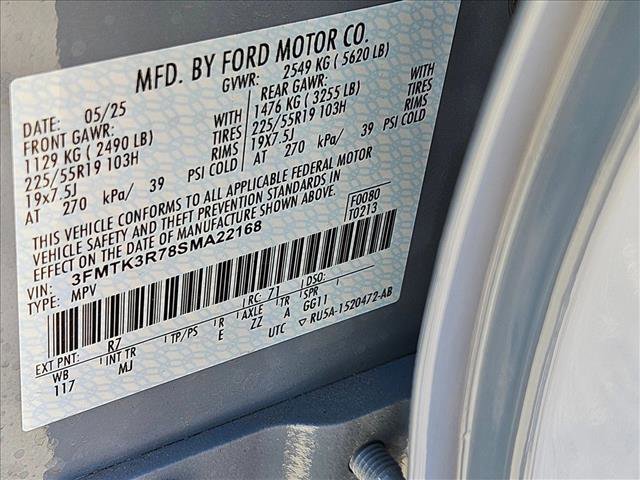 MFD. BY FORD MOTOR CO.
DATE: 05/25 GVWR: 2549 KG ( 5620 LB)
FRONT GAWR: WITH REAR GAWR: WITH
1129 KG ( 2490 LB) TIRES 1476 KG ( 3255 LB) TIRES
225/55R19 103H RIMS 225/55R19 103H RIMS
19x7.5J PSI COLD 19X7.5J PSI COLD
AT 270 kPa/ 39 AT 270 kPa/ 39
THIS VEHICLE CONFORMS TO ALL APPLICABLE FEDERAL MOTOR
VEHICLE SAFETY AND THEFT PREVENTION STANDARDS IN
EFFECT ON THE DATE OF MANUFACTURE SHOWN ABOVE.
F0080
T0213
VIN: 3FMTK3R78SMA22168
TYPE: MPV
EXT PNT: R7 RC: 71 DSO:
WB INT TR TP/PS R AXLE TR SPR
117 MJ E ZZ A GG11
UTC RU5A-1520472-AB